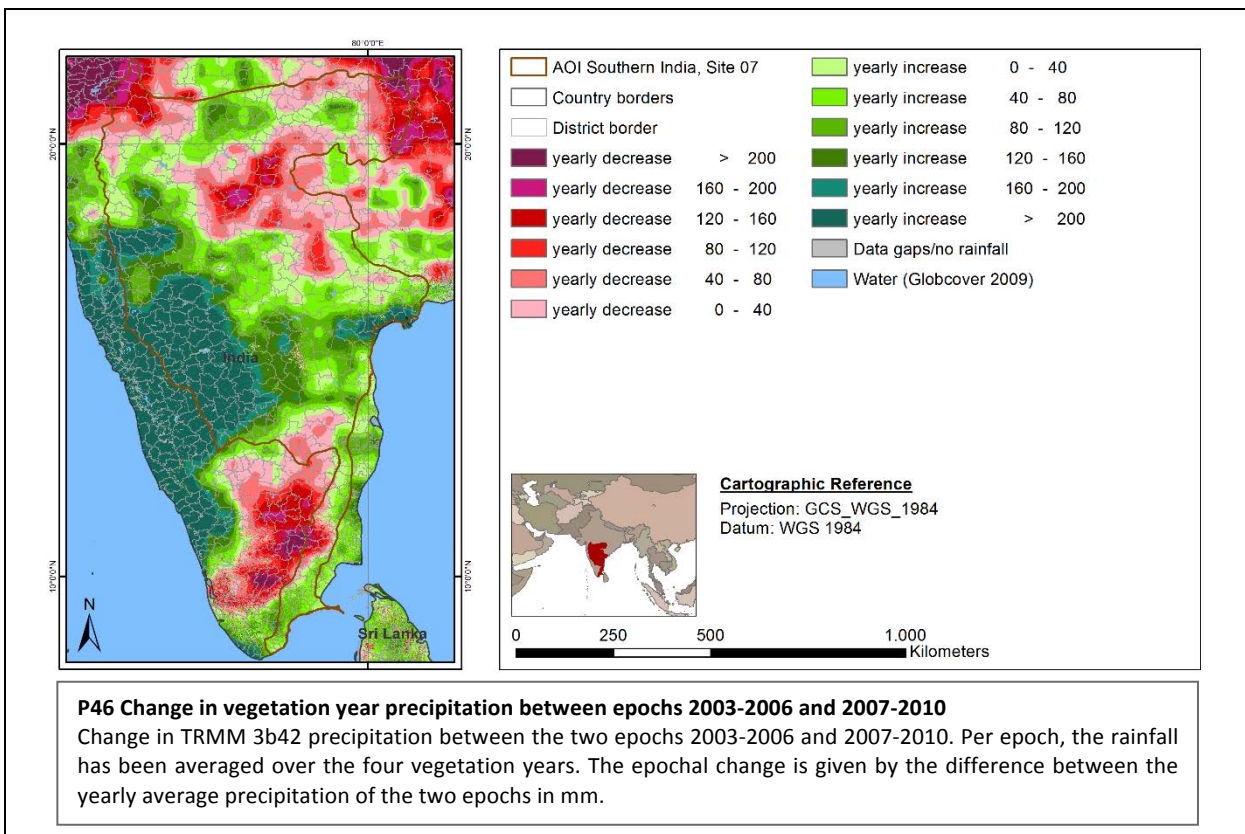 80°0'0"E
20°0'0"N
20°0'0"N
10°0'0"N
10°0'0"N
India
Sri Lanka
N
AOI Southern India, Site 07
Country borders
District border
yearly decrease > 200
yearly decrease 160 - 200
yearly decrease 120 - 160
yearly decrease 80 - 120
yearly decrease 40 - 80
yearly decrease 0 - 40
yearly increase 0 - 40
yearly increase 40 - 80
yearly increase 80 - 120
yearly increase 120 - 160
yearly increase 160 - 200
yearly increase > 200
Data gaps/no rainfall
Water (Globcover 2009)
Cartographic Reference
Projection: GCS_WGS_1984
Datum: WGS 1984
0 250 500 1.000
Kilometers
P46 Change in vegetation year precipitation between epochs 2003-2006 and 2007-2010
Change in TRMM 3b42 precipitation between the two epochs 2003-2006 and 2007-2010. Per epoch, the rainfall
has been averaged over the four vegetation years. The epochal change is given by the difference between the
yearly average precipitation of the two epochs in mm.